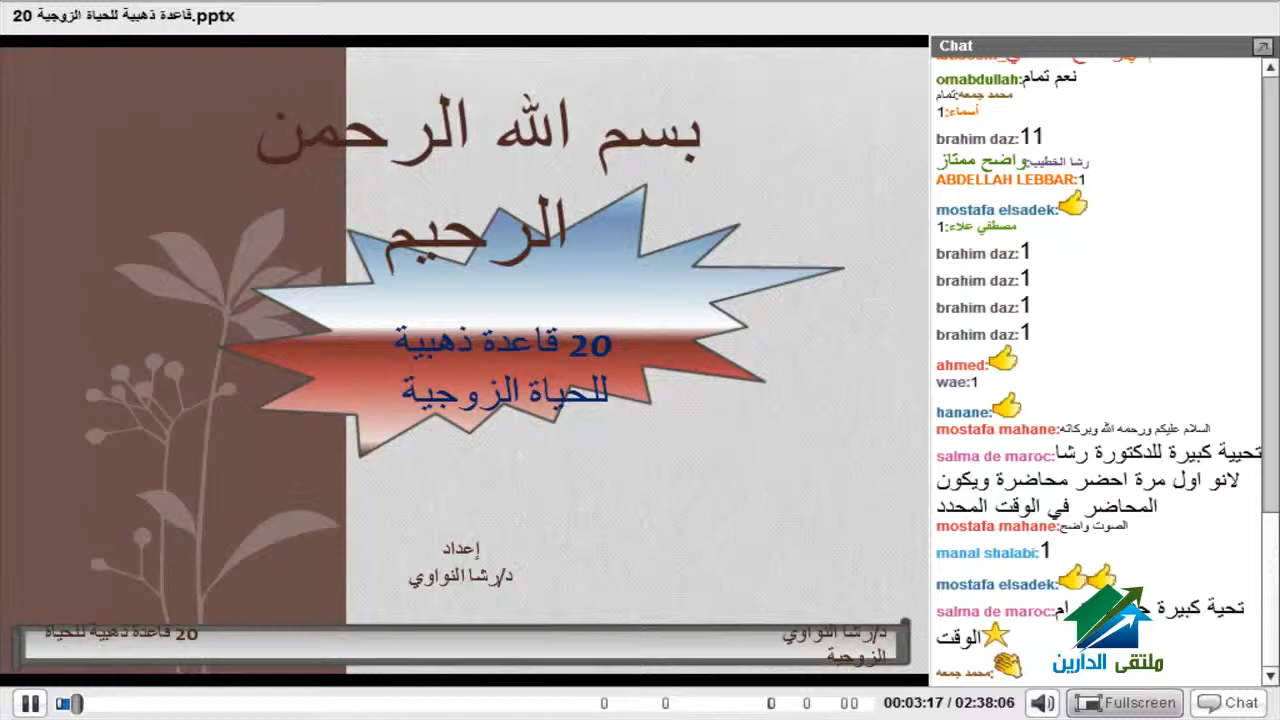 20 قاعدة ذهبية للحياة الزوجية.pptx
بسم الله الرحمن
الرحيم
20 قاعدة ذهبية
للحياة الزوجية
إعداد
د/رشا النواوي
د/رشا النواوي
20 قاعدة ذهبية للحياة
الزوجية
Chat
omabdullah:نعم تمام
محمد جمعه:تمام
أسماء:1
brahim daz:11
رشا الخطيب:واضح ممتاز
ABDELLAH LEBBAR:1
mostafa elsadek:
مصطفي علاء:1
brahim daz:1
brahim daz:1
brahim daz:1
brahim daz:1
ahmed:
wae:1
hanane:
mostafa mahane:السلام عليكم ورحمه الله وبركاته
salma de maroc:تحيية كبيرة للدكتورة رشا
لانو اول مرة احضر محاضرة ويكون
المحاضر في الوقت المحدد
mostafa mahane:الصوت واضح
manal shalabi:1
mostafa elsadek:
salma de maroc:تحية كبيرة
الوقت
محمد جمعه:
ملتقى الدارين
00:03:17 / 02:38:06
Fullscreen
Chat